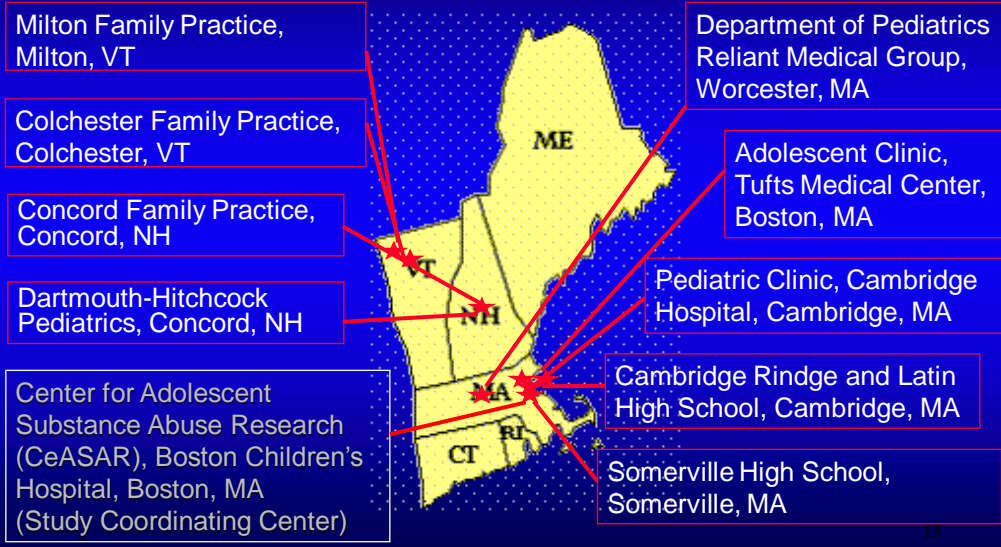 Milton Family Practice,
Milton, VT
Colchester Family Practice,
Colchester, VT
Concord Family Practice,
Concord, NH
Dartmouth-Hitchcock
Pediatrics, Concord, NH
Center for Adolescent
Substance Abuse Research
(CeASAR), Boston Children's
Hospital, Boston, MA
(Study Coordinating Center)
ME
VT
NH
MA
RI
CT
Department of Pediatrics
Reliant Medical Group,
Worcester, MA
Adolescent Clinic,
Tufts Medical Center,
Boston, MA
Pediatric Clinic, Cambridge
Hospital, Cambridge, MA
Cambridge Rindge and Latin
High School, Cambridge, MA
Somerville High School,
Somerville, MA
13